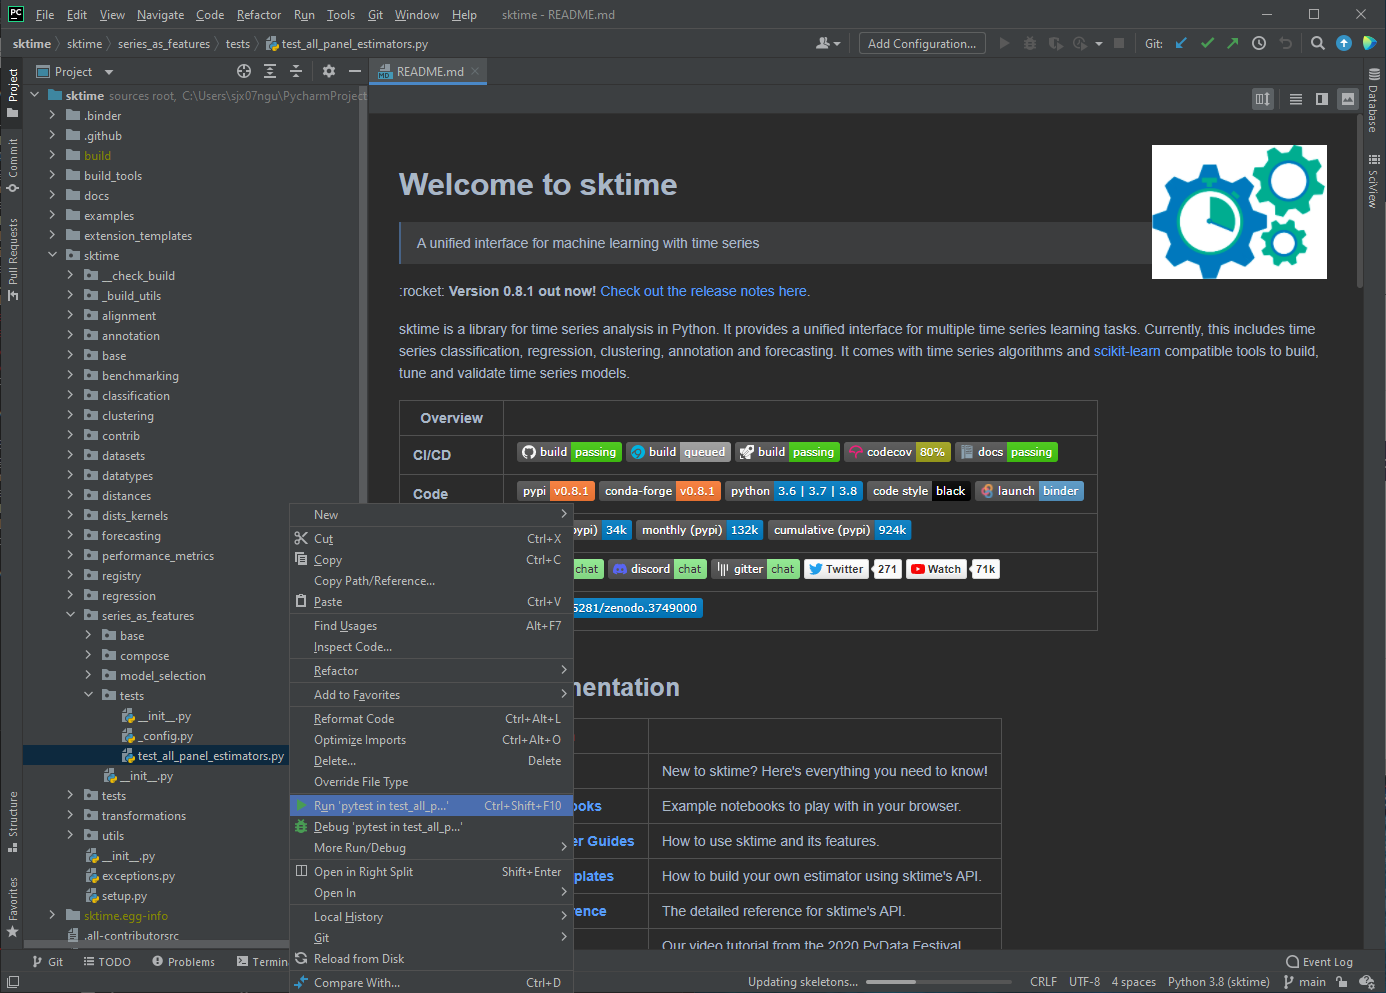 PC File Edit View Navigate Code Refactor Run Tools Git Window Help sktime - README.md
sktime sktime series_as_features tests test_all_panel_estimators.py Add Configuration... Git:
Project README.md
sktime sources root, C:\Users\sjx07ngu\PycharmProject
.binder
.github
build
build_tools
docs
examples
extension_templates
sktime
__check_build
_build_utils
alignment
annotation
base
benchmarking
classification
clustering
contrib
datasets
datatypes
distances
dists_kernels
forecasting
performance_metrics
registry
regression
series_as_features
base
compose
model_selection
tests
__init__.py
_config.py
test_all_panel_estimators.py
__init__.py
tests
transformations
utils
__init__.py
exceptions.py
setup.py
sktime.egg-info
.all-contributorsrc
Project
Commit
Pull Requests
Structure
Favorites
Welcome to sktime
A unified interface for machine learning with time series
:rocket: Version 0.8.1 out now! Check out the release notes here.
sktime is a library for time series analysis in Python. It provides a unified interface for multiple time series learning tasks. Currently, this includes time
series classification, regression, clustering, annotation and forecasting. It comes with time series algorithms and scikit-learn compatible tools to build,
tune and validate time series models.
Overview
CI/CD build passing build queued build passing codecov 80% docs passing
Code pypi v0.8.1 conda-forge v0.8.1 python 3.6 | 3.7 | 3.8 code style black launch binder
ypi) 34k monthly (pypi) 132k cumulative (pypi) 924k
chat discord chat gitter chat Twitter 271 Watch 71k
5281/zenodo.3749000
nentation
New to sktime? Here's everything you need to know!
ooks Example notebooks to play with in your browser.
er Guides How to use sktime and its features.
plates How to build your own estimator using sktime's API.
ence The detailed reference for sktime's API.
Our video tutorial from the 2020 PyData Festival
New
Cut Ctrl+X
Copy Ctrl+C
Copy Path/Reference...
Paste Ctrl+V
Find Usages Alt+F7
Inspect Code...
Refactor
Add to Favorites
Reformat Code Ctrl+Alt+L
Optimize Imports Ctrl+Alt+O
Delete... Delete
Override File Type
Run 'pytest in test_all_p...' Ctrl+Shift+F10
Debug 'pytest in test_all_p...'
More Run/Debug
Open in Right Split Shift+Enter
Open In
Local History
Git
Reload from Disk
Compare With... Ctrl+D
Database
SciView
Git TODO Problems Termin Event Log
Updating skeletons... CRLF UTF-8 4 spaces Python 3.8 (sktime) main